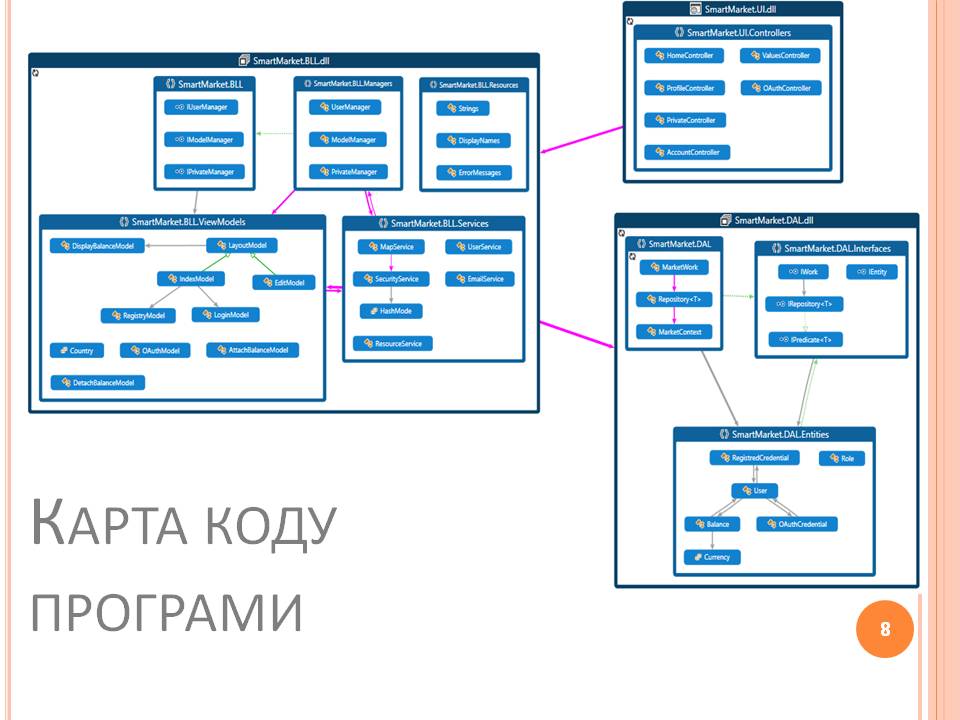 SmartMarket.UI.dll
SmartMarket.UI.Controllers
HomeController
ValuesController
ProfileController
OAuthController
PrivateController
AccountController
SmartMarket.BLL.dll
SmartMarket.BLL
IUserManager
IModelManager
IPrivateManager
SmartMarket.BLL.Managers
UserManager
ModelManager
PrivateManager
SmartMarket.BLL.Resources
Strings
DisplayNames
ErrorMessages
SmartMarket.BLL.ViewModels
DisplayBalanceModel
LayoutModel
IndexModel
EditModel
RegistryModel
LoginModel
Country
OAuthModel
AttachBalanceModel
DetachBalanceModel
SmartMarket.BLL.Services
MapService
UserService
SecurityService
EmailService
HashMode
ResourceService
SmartMarket.DAL.dll
SmartMarket.DAL
MarketWork
Repository<T>
MarketContext
SmartMarket.DAL.Interfaces
IWork
IEntity
IRepository<T>
IPredicate<T>
SmartMarket.DAL.Entities
RegistredCredential
Role
User
Balance
OAuthCredential
Currency
КАРТА КОДУ
ПРОГРАМИ
8